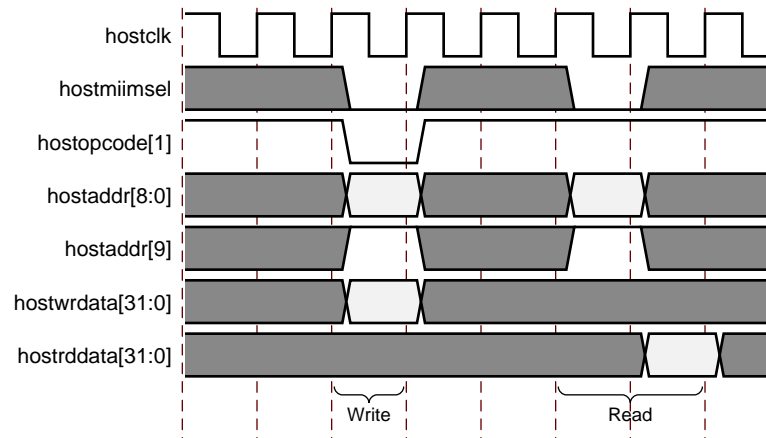 hostclk
hostmiimsel
hostopcode[1]
hostaddr[8:0]
hostaddr[9]
hostwrdata[31:0]
hostrddata[31:0]
Write Read